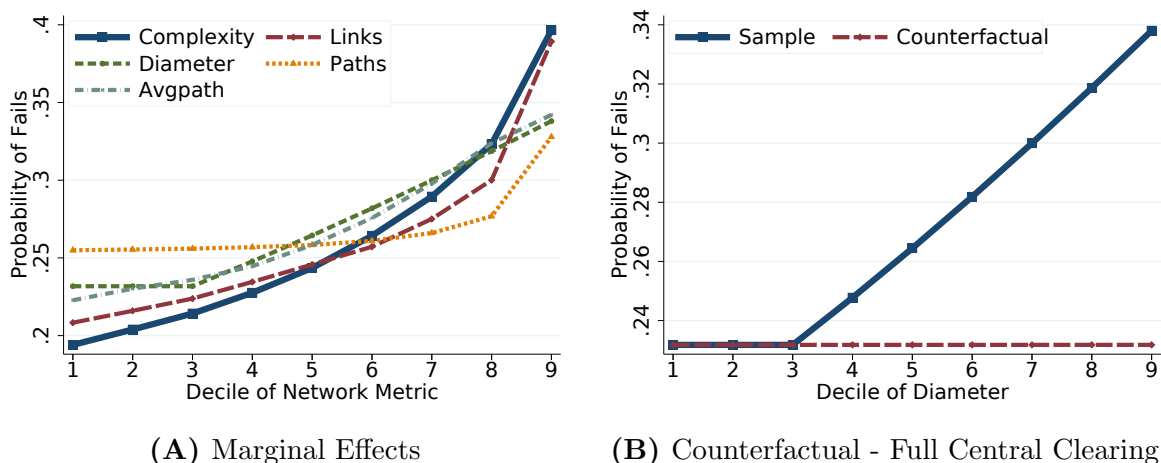 Complexity
Links
Diameter
Paths
Avgpath
Probability of Fails
.4
.35
.3
.25
.2
1 2 3 4 5 6 7 8 9
Decile of Network Metric
(A) Marginal Effects
Sample
Counterfactual
Probability of Fails
.34
.32
.3
.28
.26
.24
1 2 3 4 5 6 7 8 9
Decile of Diameter
(B) Counterfactual - Full Central Clearing